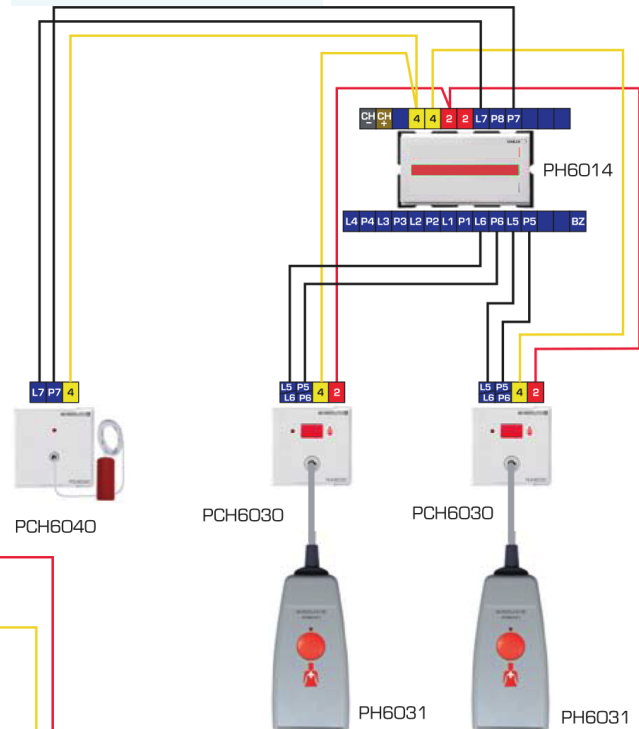 CH - CH + 4 4 2 2 L7 P8 P7
PH6014
L4 P4 L3 P3 L2 P2 L1 P1 L6 P6 L5 P5 BZ
L7 P7 4
L5 P5 4 2
L6 P6
L5 P5 4 2
L6 P6
PCH6040
PCH6030
PCH6030
PH6031
PH6031